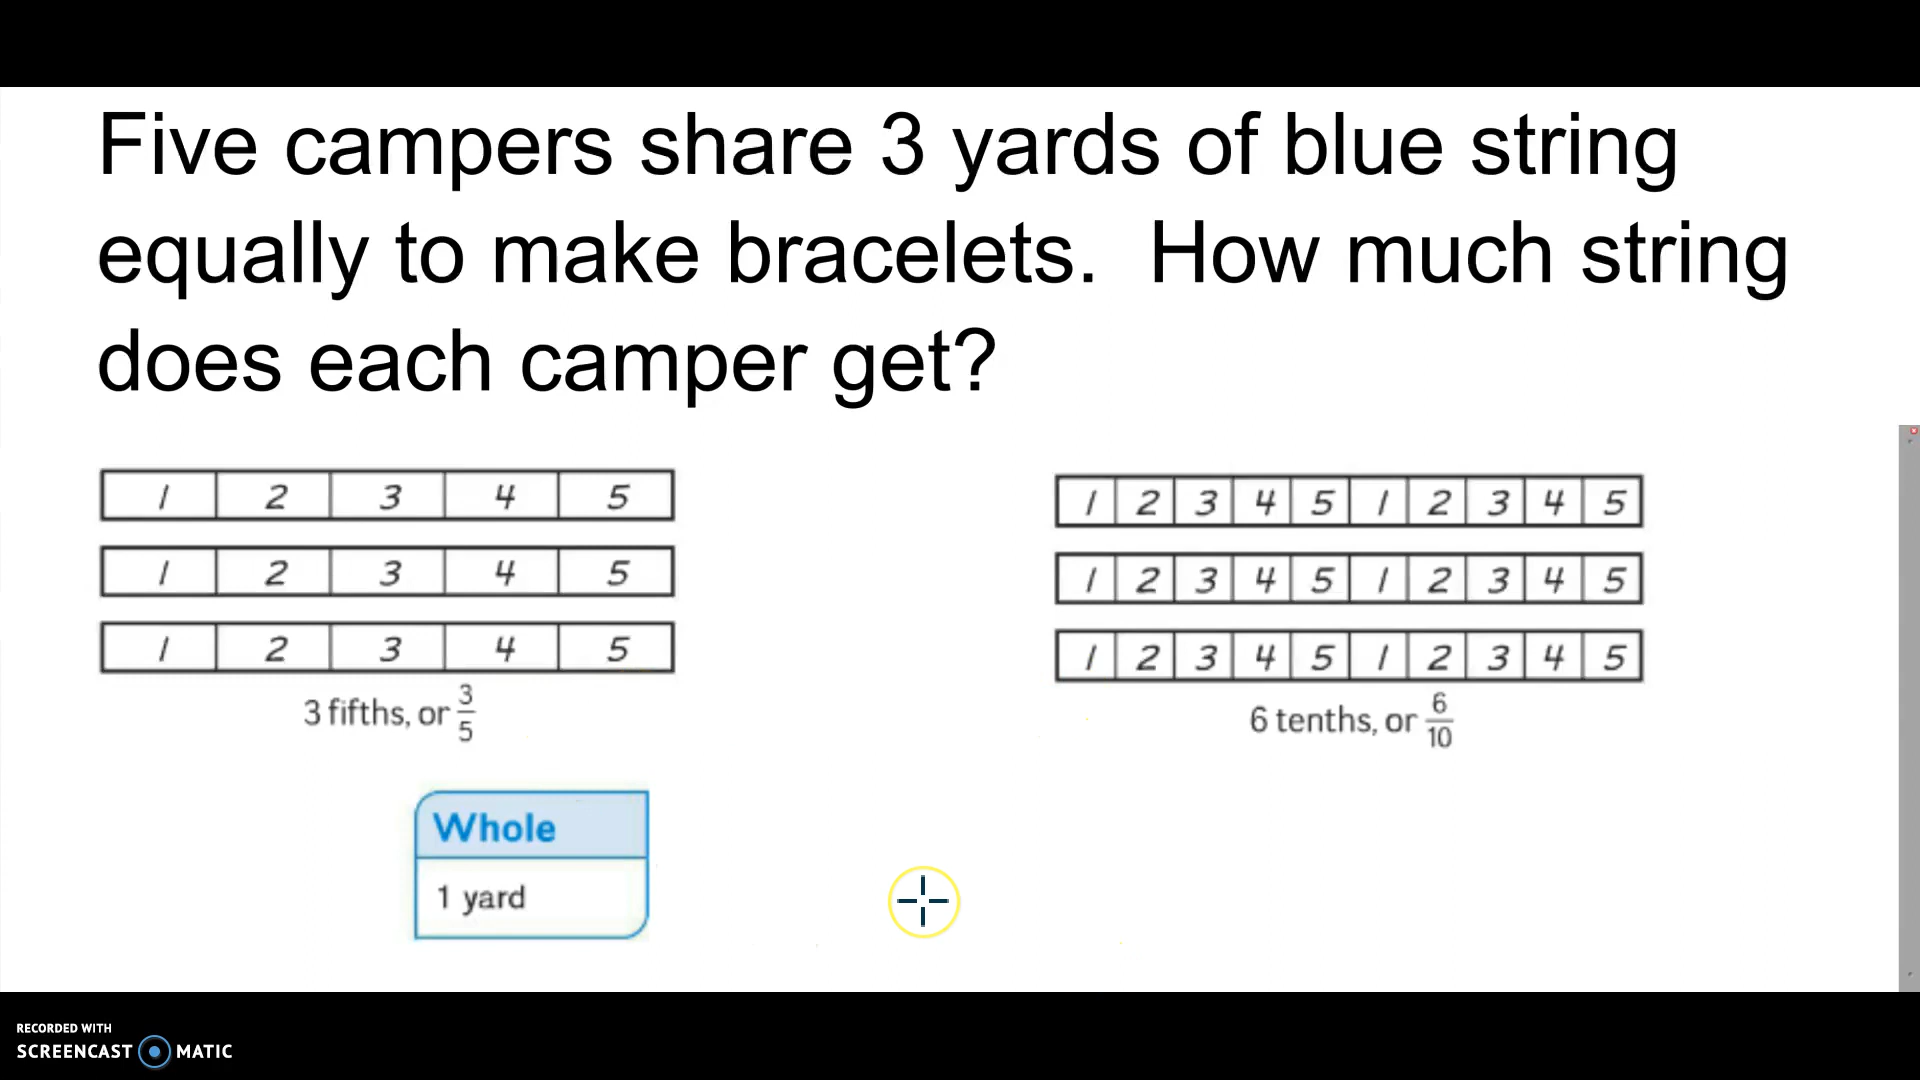 Five campers share 3 yards of blue string
equally to make bracelets.  How much string
does each camper get?
1 2 3 4 5
1 2 3 4 5
1 2 3 4 5
3 fifths, or 3/5
1 2 3 4 5 1 2 3 4 5
1 2 3 4 5 1 2 3 4 5
1 2 3 4 5 1 2 3 4 5
6 tenths, or 6/10
Whole
1 yard
RECORDED WITH
SCREENCAST MATIC